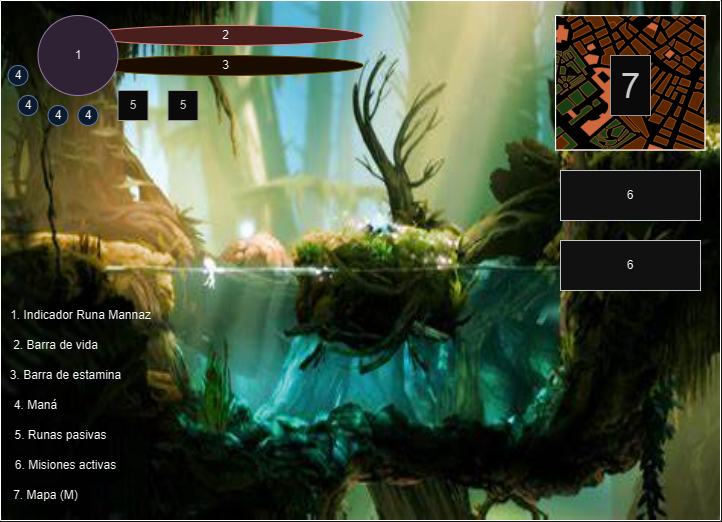 1
2
3
4
4
4
4
5
5
7
6
6
1. Indicador Runa Mannaz
2. Barra de vida
3. Barra de estamina
4. Maná
5. Runas pasivas
6. Misiones activas
7. Mapa (M)